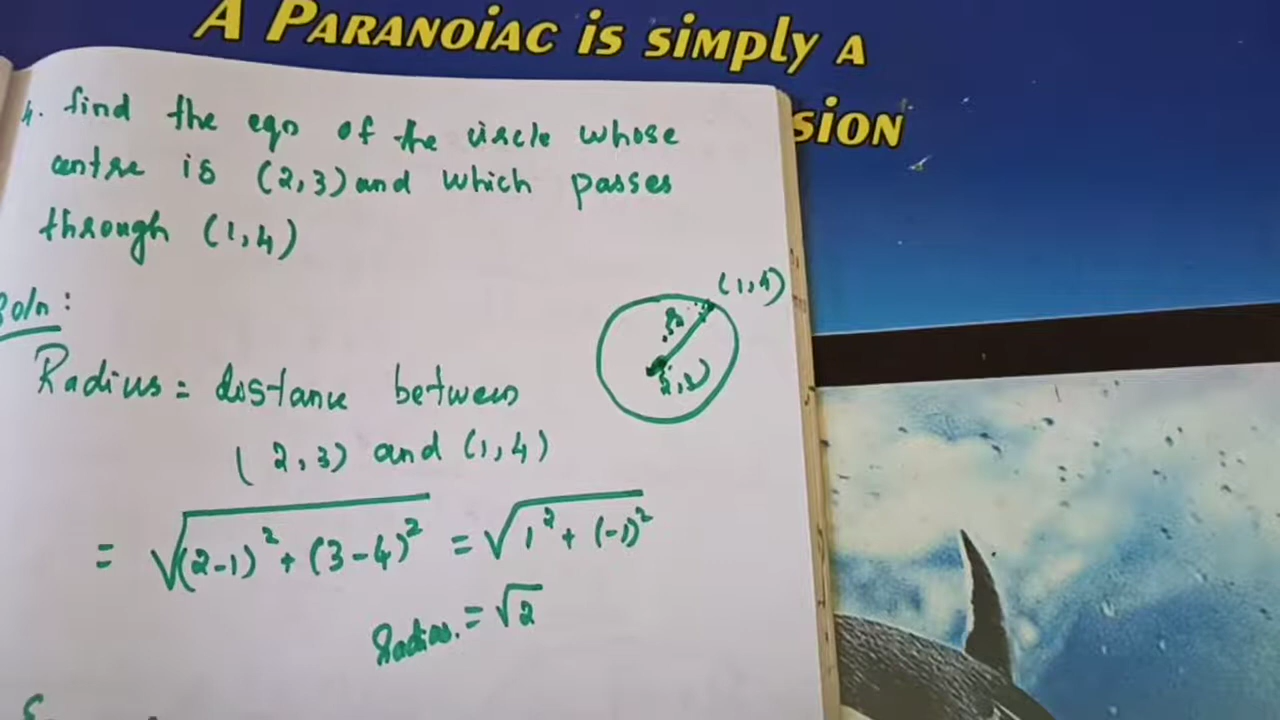 A PARANOIAC IS SIMPLY A
SION
4. find the eqn of the circle whose
centre is (2,3) and which passes
through (1,4)
Soln:
(1,4)
2,3)
Radius = distance between
(2,3) and (1,4)
= √(2-1)² + (3-4)² = √1² + (-1)²
Radius. = √2